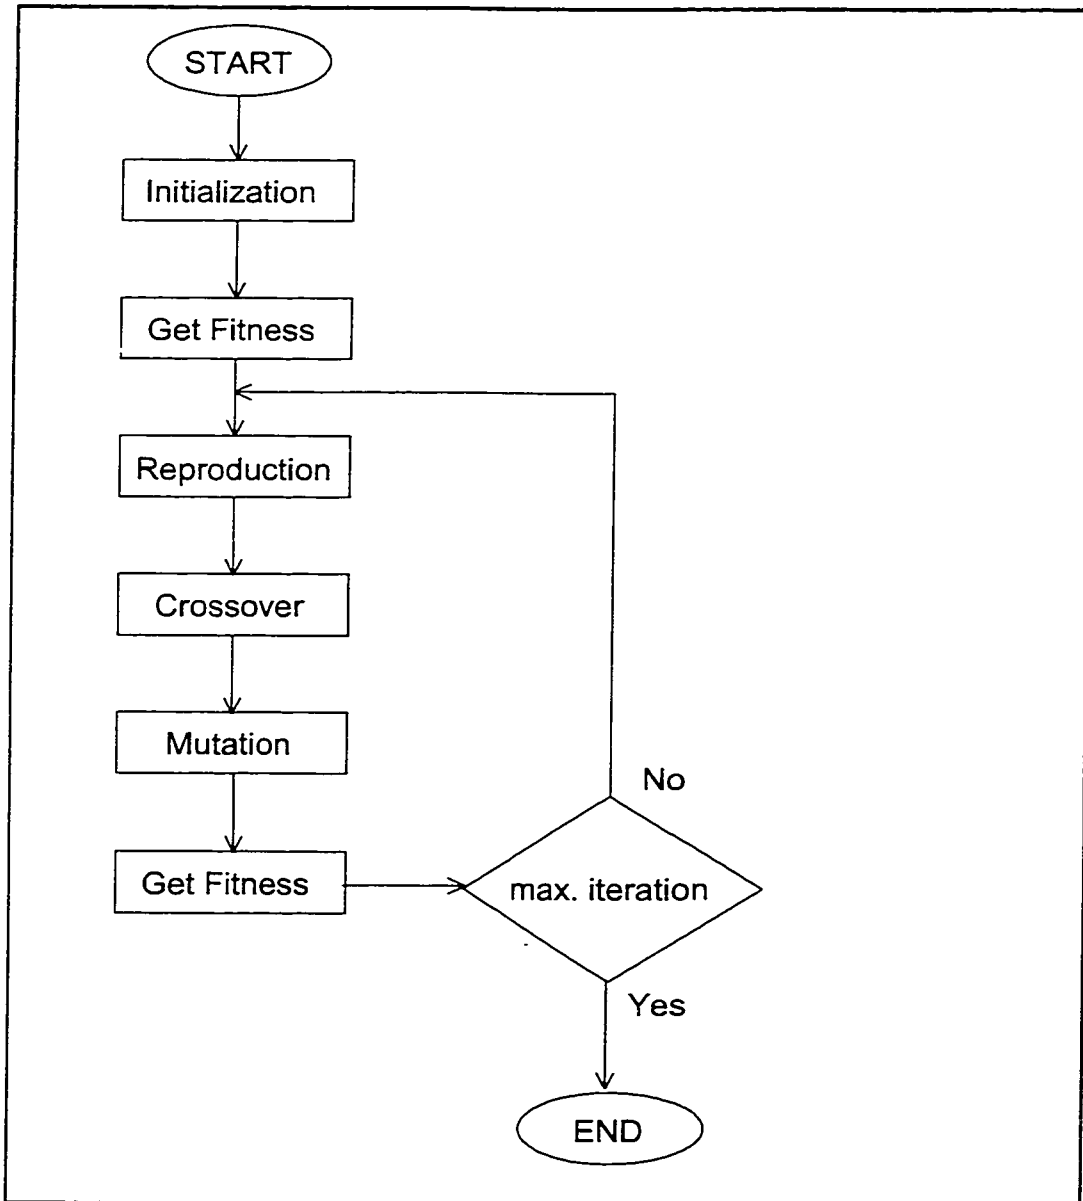 START
Initialization
Get Fitness
Reproduction
Crossover
Mutation
No
Get Fitness
max. iteration
Yes
END